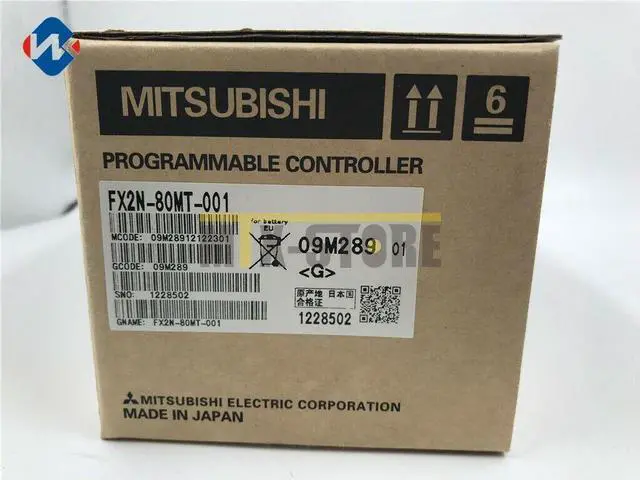 MITSUBISHI
6
PROGRAMMABLE CONTROLLER
FX2N-80MT-001
for battery
EU
MCODE: 09M28912122301
GCODE: 09M289
09M289 01
<G>
SNO: 1228502
原产地 日本国
合格证
1228502
GNAME: FX2N-80MT-001
MITSUBISHI ELECTRIC CORPORATION
MADE IN JAPAN